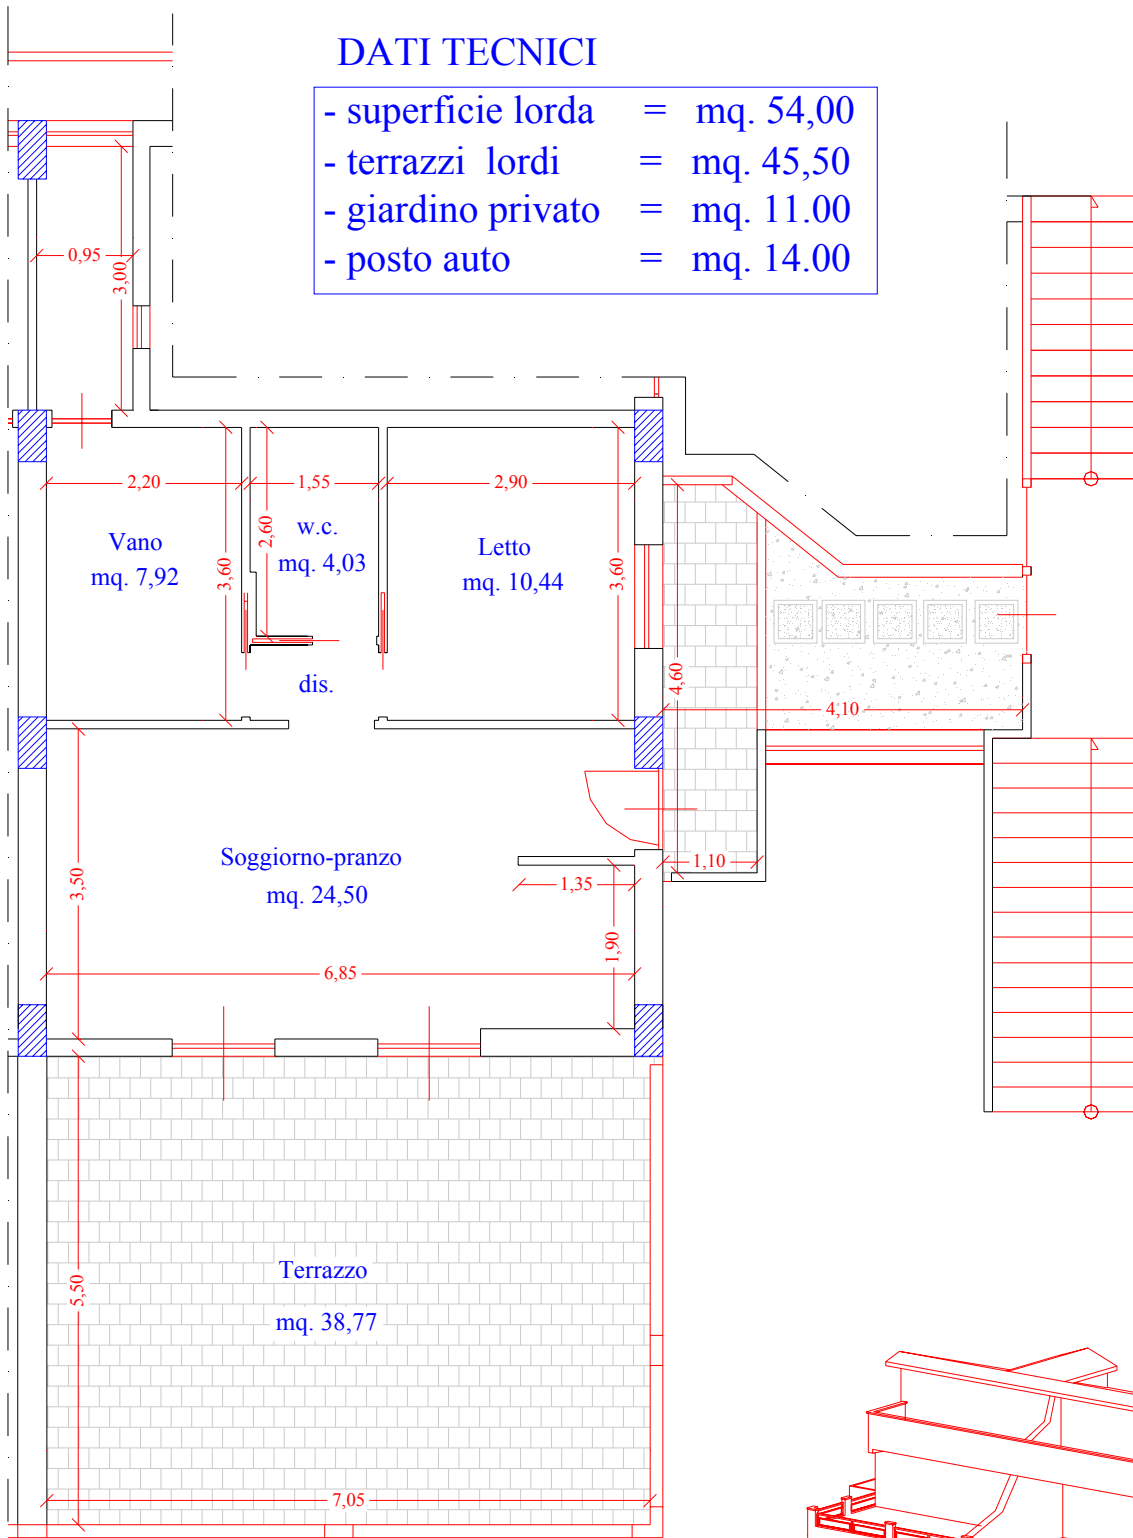 DATI TECNICI
- superficie lorda = mq. 54,00
- terrazzi lordi = mq. 45,50
- giardino privato = mq. 11.00
- posto auto = mq. 14.00
0,95
3,00
2,20
1,55
2,90
Vano
mq. 7,92
3,60
2,60
w.c.
mq. 4,03
Letto
mq. 10,44
3,60
dis.
4,60
4,10
3,50
Soggiorno-pranzo
mq. 24,50
1,35
1,10
1,90
6,85
5,50
Terrazzo
mq. 38,77
7,05